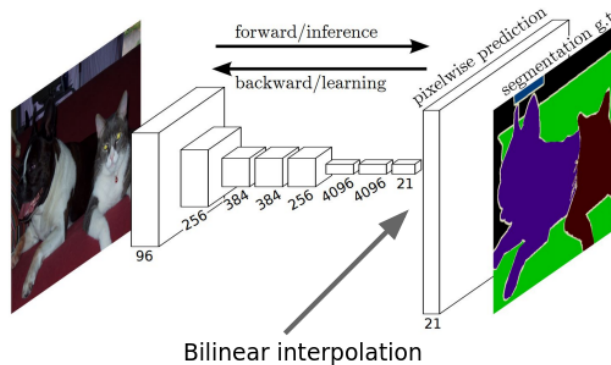 forward/inference
backward/learning
pixelwise prediction
segmentation g.t.
96
256
384
384
256
4096
4096
21
21
Bilinear interpolation